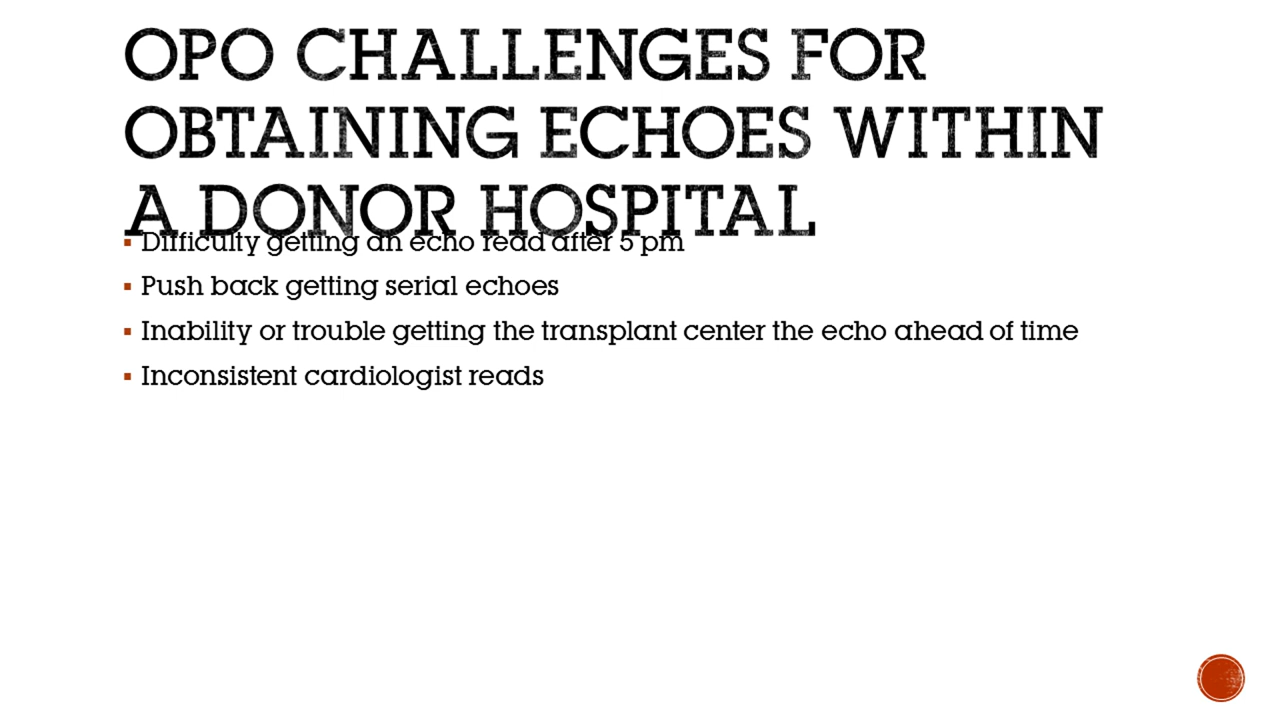 OPO CHALLENGES FOR
OBTAINING ECHOES WITHIN
A DONOR HOSPITAL
▪ Difficulty getting an echo read after 5 pm
▪ Push back getting serial echoes
▪ Inability or trouble getting the transplant center the echo ahead of time
▪ Inconsistent cardiologist reads